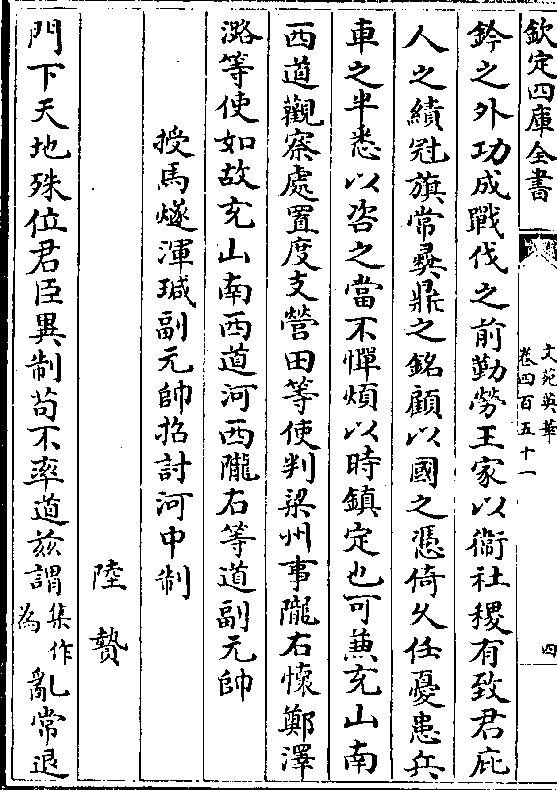 欽定四庫全書
文苑英華
卷四百五十一
四
鈐之外功成戰伐之前勤勞王家以衞社稷有致君庇
人之績冠旗常彞鼎之銘顧以國之憑倚久任憂患兵
車之半悉以咨之當不憚煩以時鎮定也可兼充山南
西道觀察處置度支營田等使判梁州事隴右懷鄭澤
潞等使如故充山南西道河西隴右等道副元帥
授馬燧渾瑊副元帥招討河中制
陸贄
門下天地殊位君臣異制苟不率道兹謂集作為亂常退